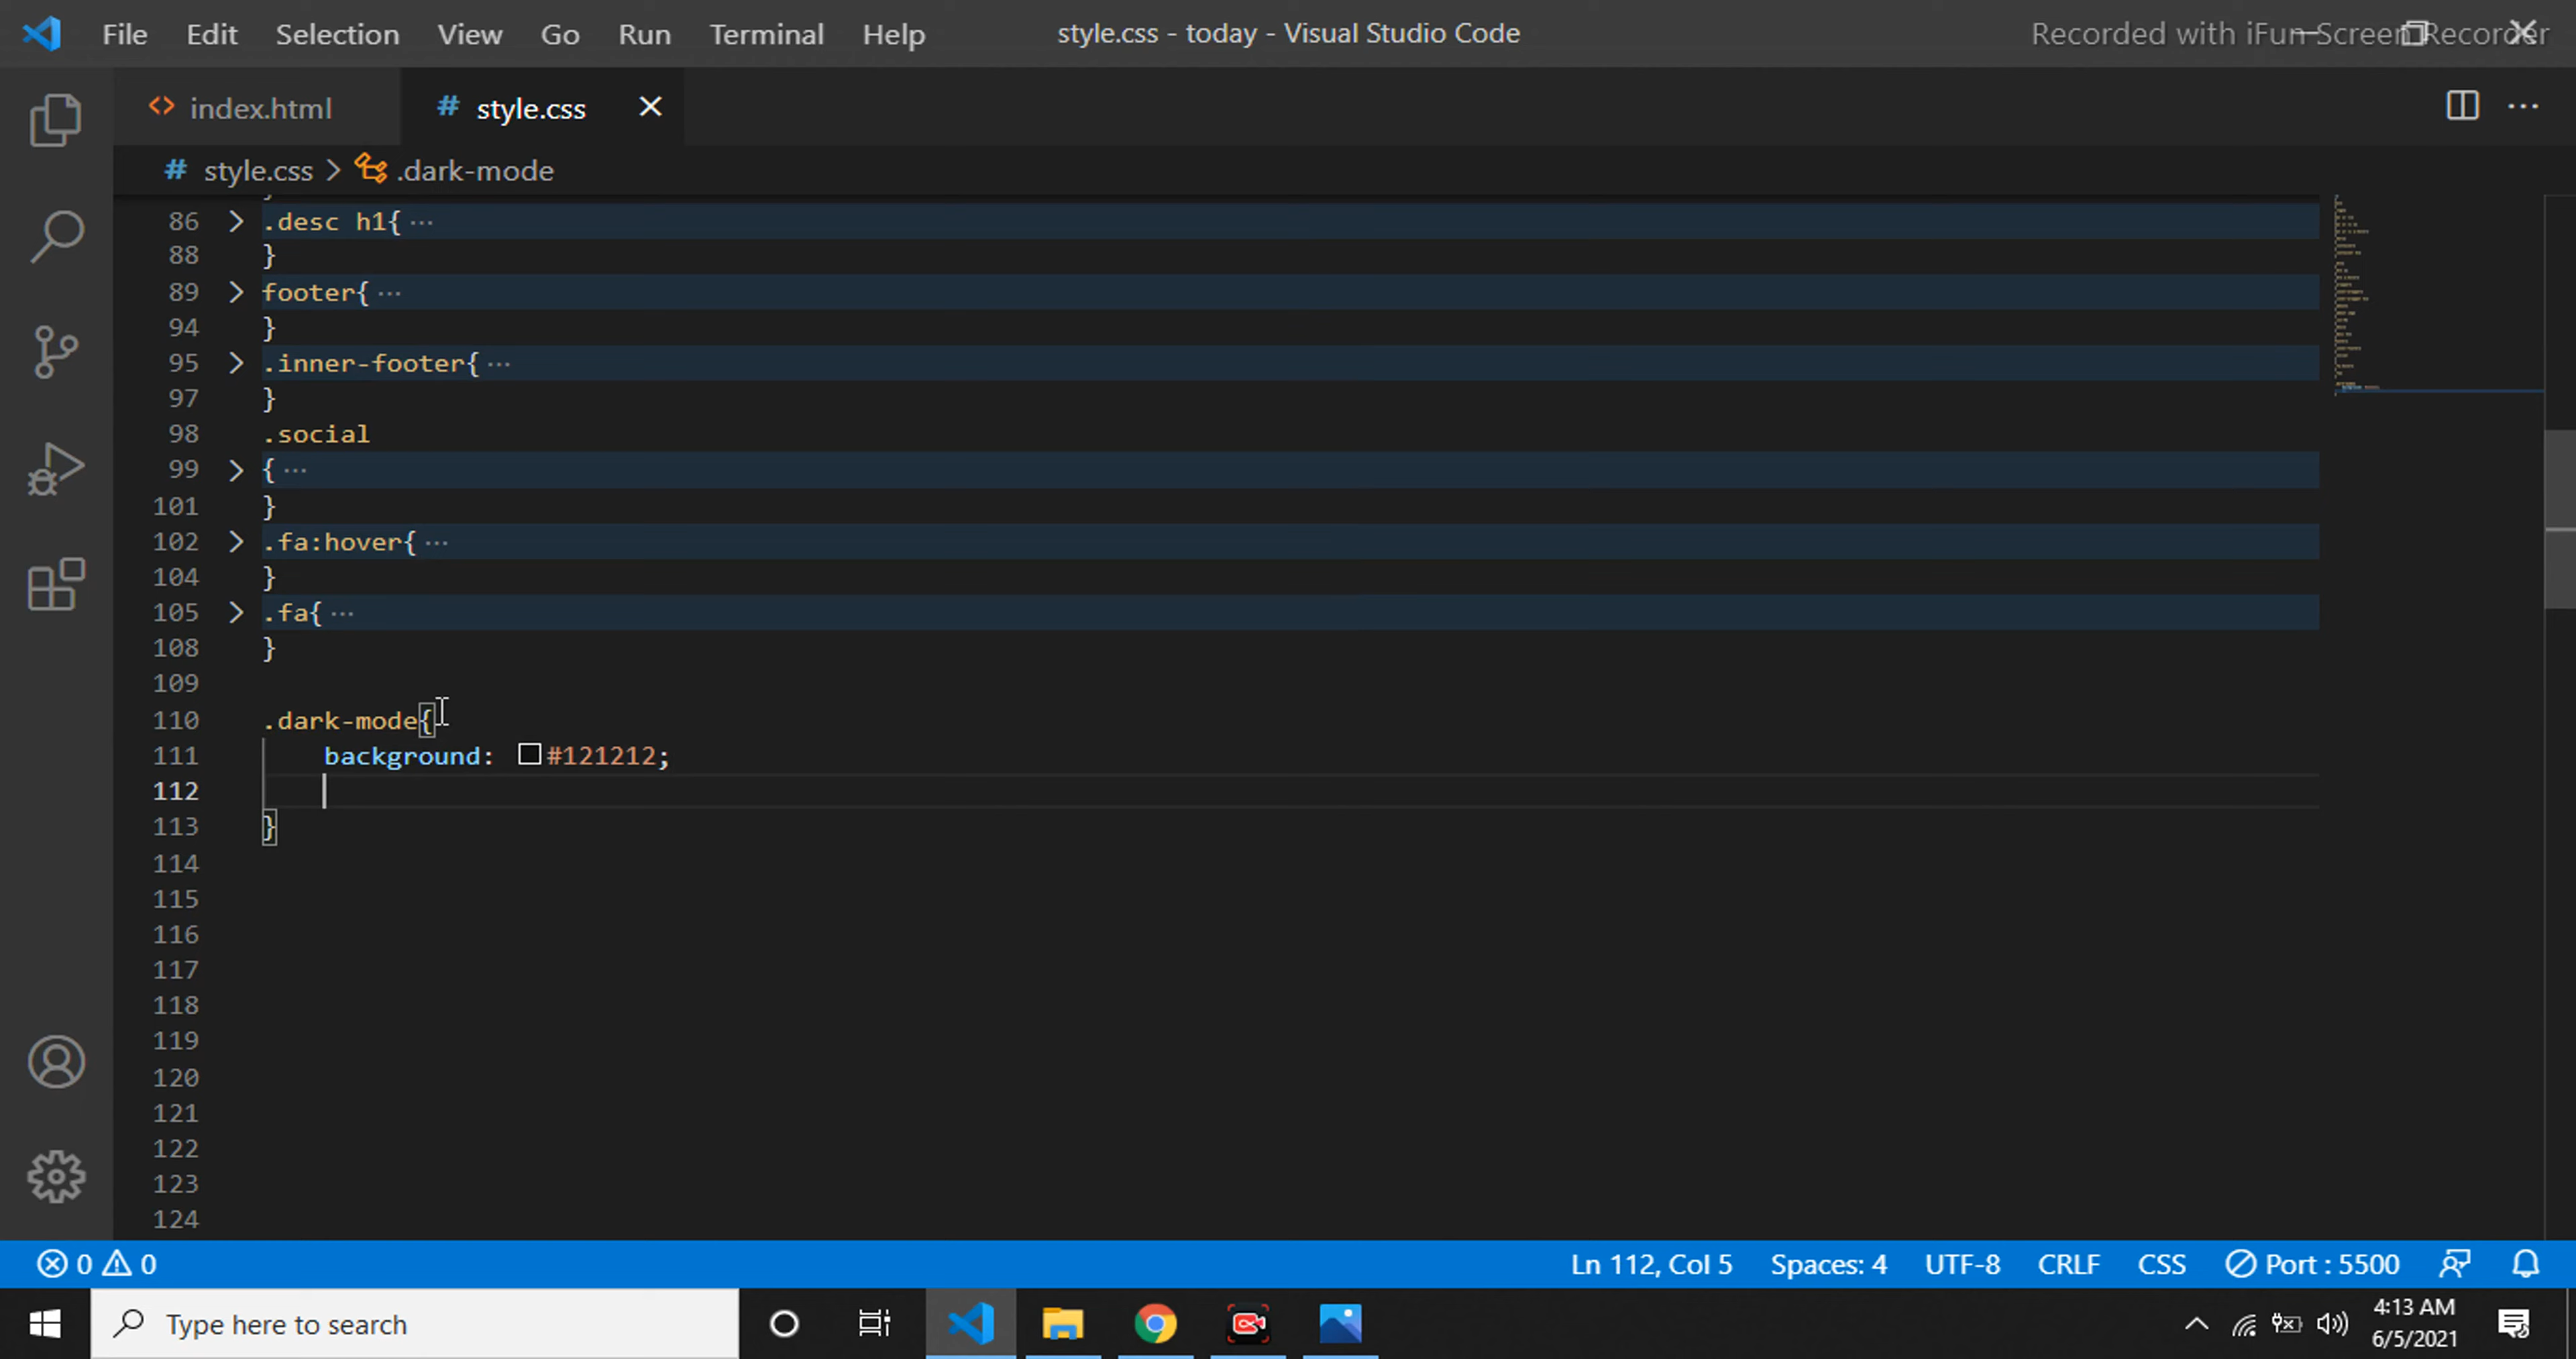 File Edit Selection View Go Run Terminal Help style.css - today - Visual Studio Code Recorded with iFun Screen Recorder
<> index.html # style.css
# style.css > .dark-mode
86 .desc h1{ ···
88 }
89 footer{ ···
94 }
95 .inner-footer{ ···
97 }
98 .social
99 { ···
101 }
102 .fa:hover{ ···
104 }
105 .fa{ ···
108 }
109
110 .dark-mode{
111 background: #121212;
112
113 }
114
115
116
117
118
119
120
121
122
123
124
0 0 Ln 112, Col 5 Spaces: 4 UTF-8 CRLF CSS Port : 5500
Type here to search
4:13 AM
6/5/2021